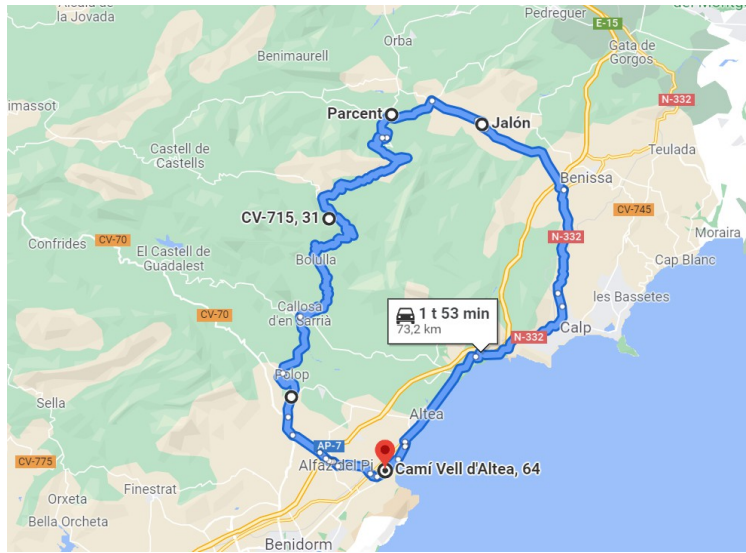 la Jovada
Pedreguer
E-15
Orba
Gata de
Gorgos
Benimaurell
N-332
Parcent
Jalón
Castell de
Castells
Teulada
Benissa
CV-715, 31
CV-745
Moraira
Confrides
CV-70
El Castell de
Guadalest
Bolulla
N-332
Cap Blanc
CV-70
Callosa
d'en Sarrià
les Bassetes
1 t 53 min
73,2 km
Calp
N-332
Polop
Sella
Altea
AP-7
CV-775
Alfaz del Pi
Camí Vell d'Altea, 64
Orxeta
Finestrat
Bella Orcheta
Benidorm